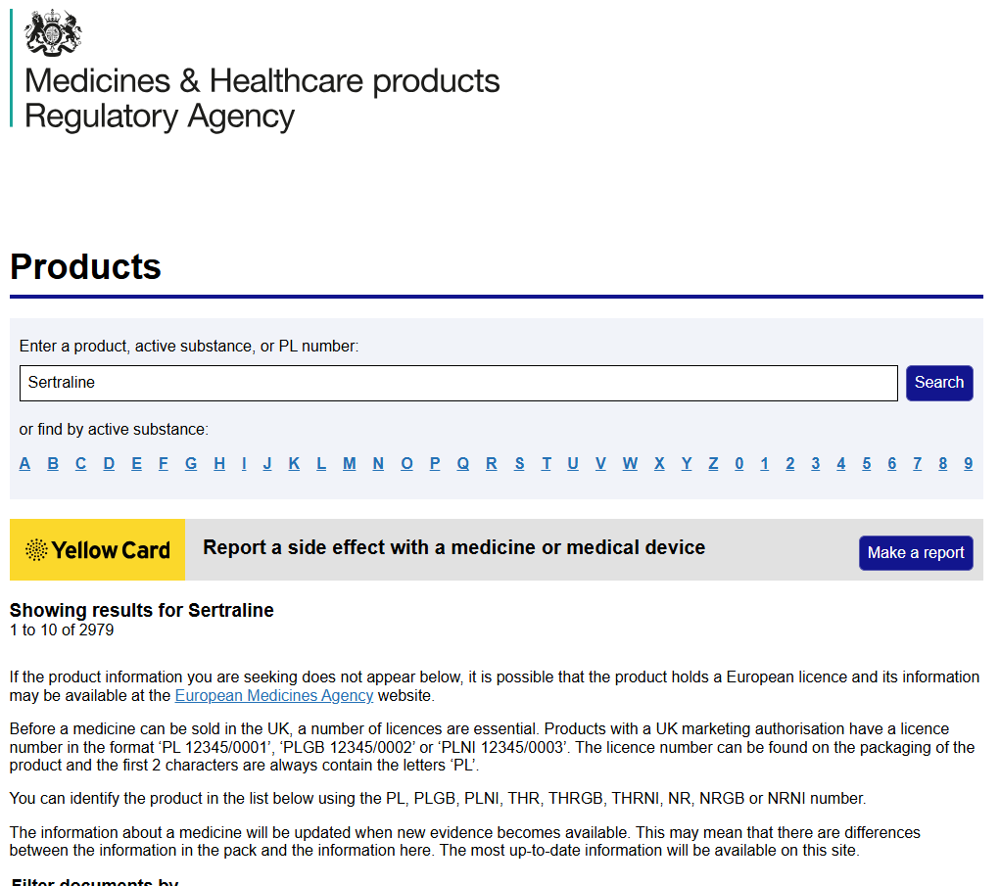 Medicines & Healthcare products
Regulatory Agency
Products
Enter a product, active substance, or PL number:
Sertraline
Search
or find by active substance:
A B C D E F G H I J K L M N O P Q R S T U V W X Y Z 0 1 2 3 4 5 6 7 8 9
Yellow Card
Report a side effect with a medicine or medical device
Make a report
Showing results for Sertraline
1 to 10 of 2979
If the product information you are seeking does not appear below, it is possible that the product holds a European licence and its information
may be available at the European Medicines Agency website.
Before a medicine can be sold in the UK, a number of licences are essential. Products with a UK marketing authorisation have a licence
number in the format ‘PL 12345/0001’, ‘PLGB 12345/0002’ or ‘PLNI 12345/0003’. The licence number can be found on the packaging of the
product and the first 2 characters are always contain the letters ‘PL’.
You can identify the product in the list below using the PL, PLGB, PLNI, THR, THRGB, THRNI, NR, NRGB or NRNI number.
The information about a medicine will be updated when new evidence becomes available. This may mean that there are differences
between the information in the pack and the information here. The most up-to-date information will be available on this site.
Filter documents by